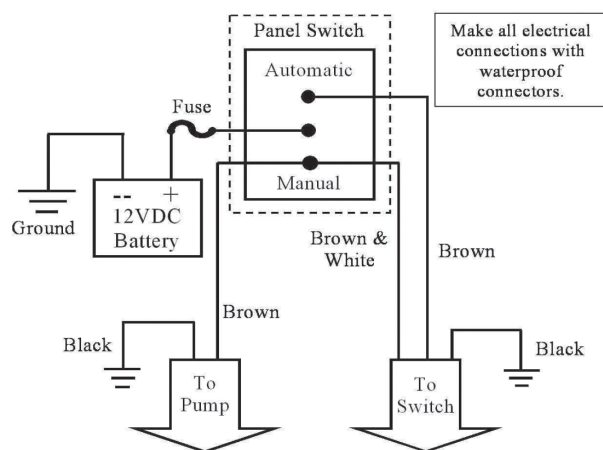 Panel Switch
Automatic
Manual
Make all electrical
connections with
waterproof
connectors.
Fuse
--
+
12VDC
Battery
Ground
Brown &
White
Brown
Brown
Black
Black
To
Pump
To
Switch